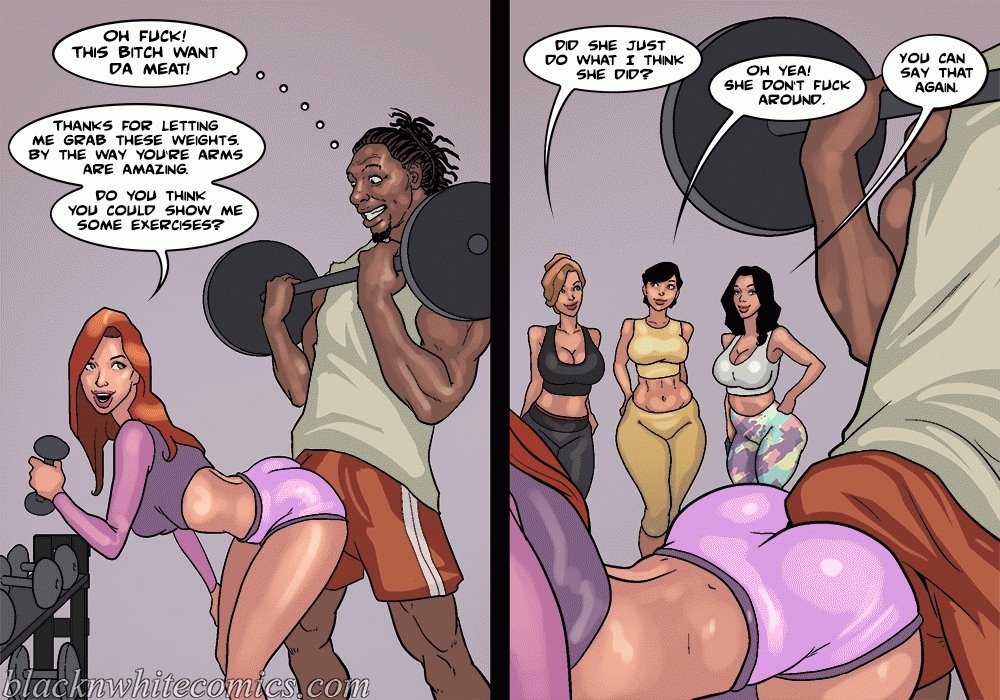 OH FUCK!
THIS BITCH WANT
DA MEAT!
THANKS FOR LETTING
ME GRAB THESE WEIGHTS.
BY THE WAY YOU'RE ARMS
ARE AMAZING.
DO YOU THINK
YOU COULD SHOW ME
SOME EXERCISES?
DID SHE JUST
DO WHAT I THINK
SHE DID?
OH YEA!
SHE DON'T FUCK
AROUND.
YOU CAN
SAY THAT
AGAIN.
blacknwhitecomics.com